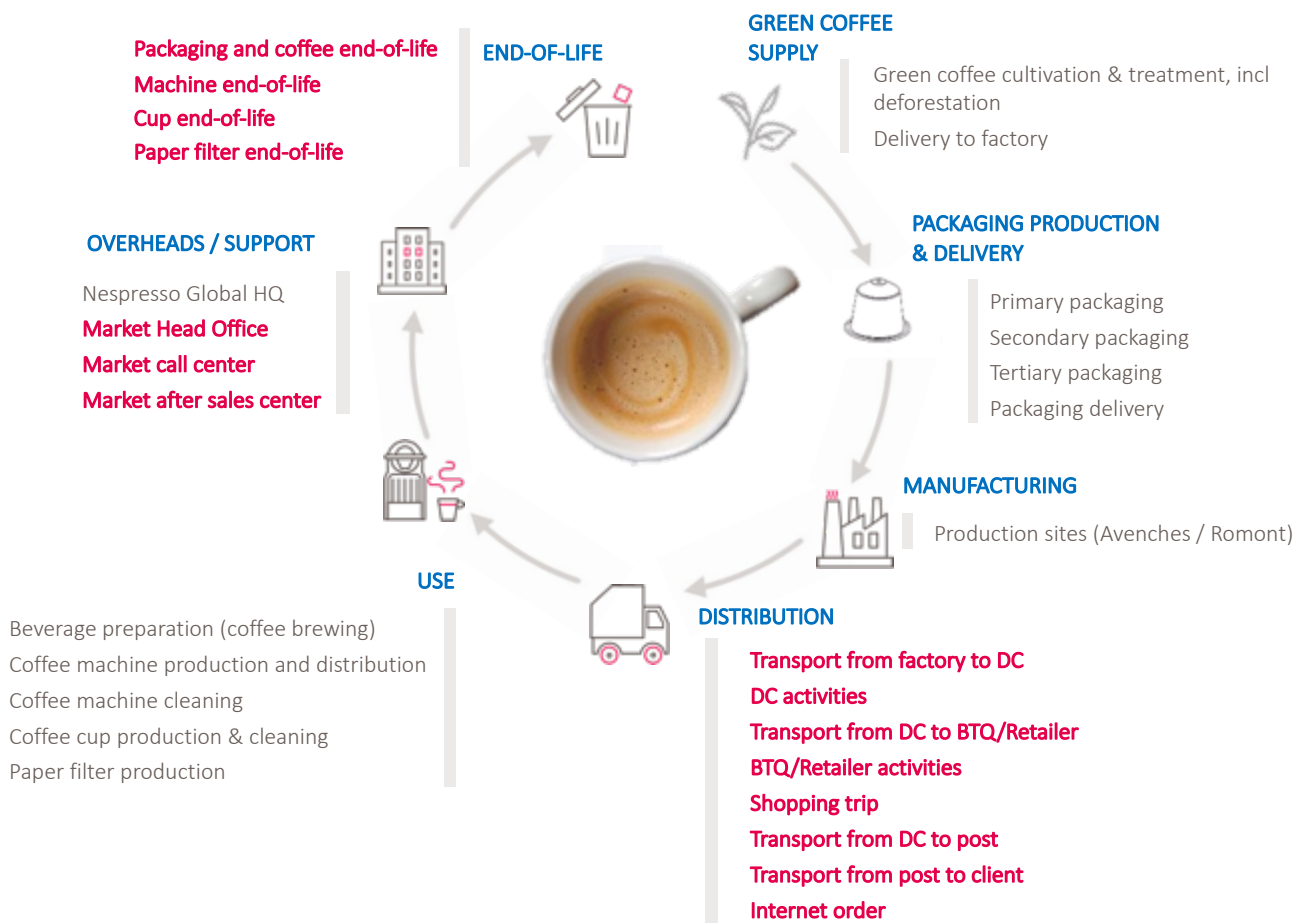 GREEN COFFEE
SUPPLY
Green coffee cultivation & treatment, incl
deforestation
Delivery to factory
PACKAGING PRODUCTION
& DELIVERY
Primary packaging
Secondary packaging
Tertiary packaging
Packaging delivery
MANUFACTURING
Production sites (Avenches / Romont)
DISTRIBUTION
Transport from factory to DC
DC activities
Transport from DC to BTQ/Retailer
BTQ/Retailer activities
Shopping trip
Transport from DC to post
Transport from post to client
Internet order
USE
Beverage preparation (coffee brewing)
Coffee machine production and distribution
Coffee machine cleaning
Coffee cup production & cleaning
Paper filter production
OVERHEADS / SUPPORT
Nespresso Global HQ
Market Head Office
Market call center
Market after sales center
END-OF-LIFE
Packaging and coffee end-of-life
Machine end-of-life
Cup end-of-life
Paper filter end-of-life